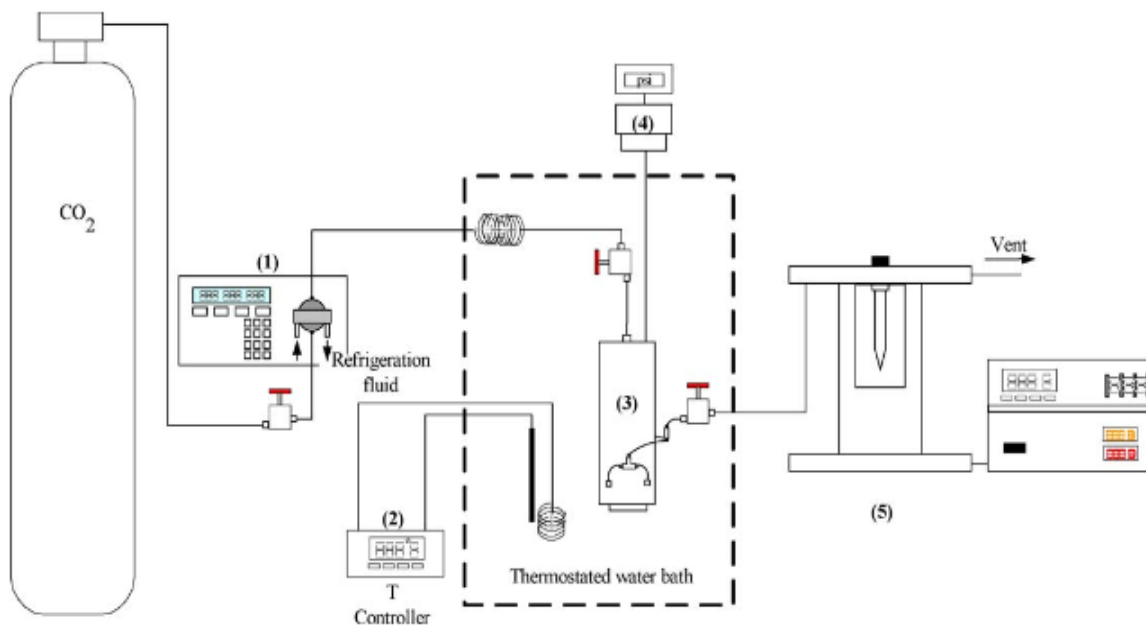 psi
(4)
CO2
(1)
Vent
Refrigeration
fluid
(3)
(2)
(5)
Thermostated water bath
T
Controller